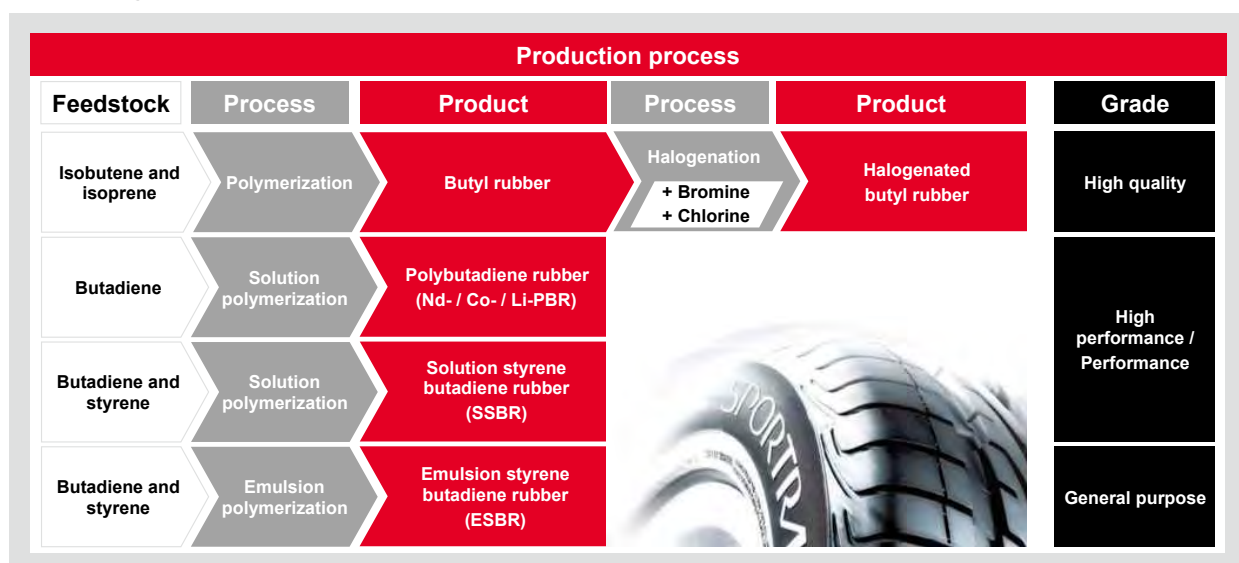 Production process
Feedstock
Process
Product
Process
Product
Grade
Isobutene and
isoprene
Polymerization
Butyl rubber
Halogenation
+ Bromine
+ Chlorine
Halogenated
butyl rubber
High quality
Butadiene
Solution
polymerization
Polybutadiene rubber
(Nd- / Co- / Li-PBR)
High
performance /
Performance
Butadiene and
styrene
Solution
polymerization
Solution styrene
butadiene rubber
(SSBR)
Butadiene and
styrene
Emulsion
polymerization
Emulsion styrene
butadiene rubber
(ESBR)
General purpose
SPORTRA